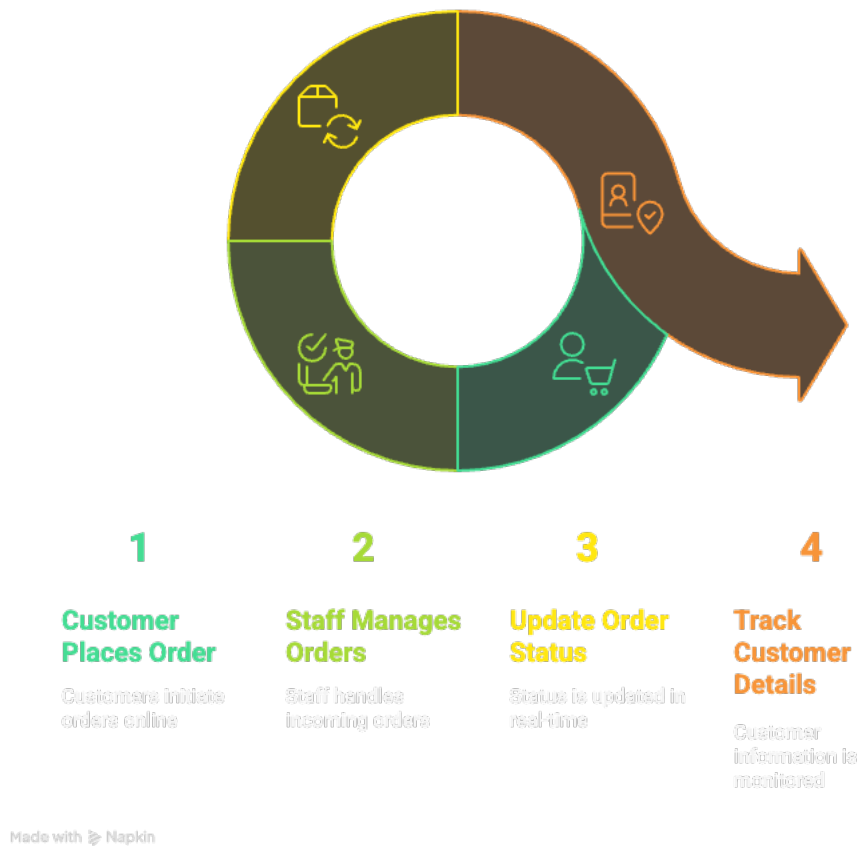 1
Customer
Places Order
Customers initiate
orders online
2
Staff Manages
Orders
Staff handles
incoming orders
3
Update Order
Status
Status is updated in
real-time
4
Track
Customer
Details
Customer
information is
monitored
Made with Napkin